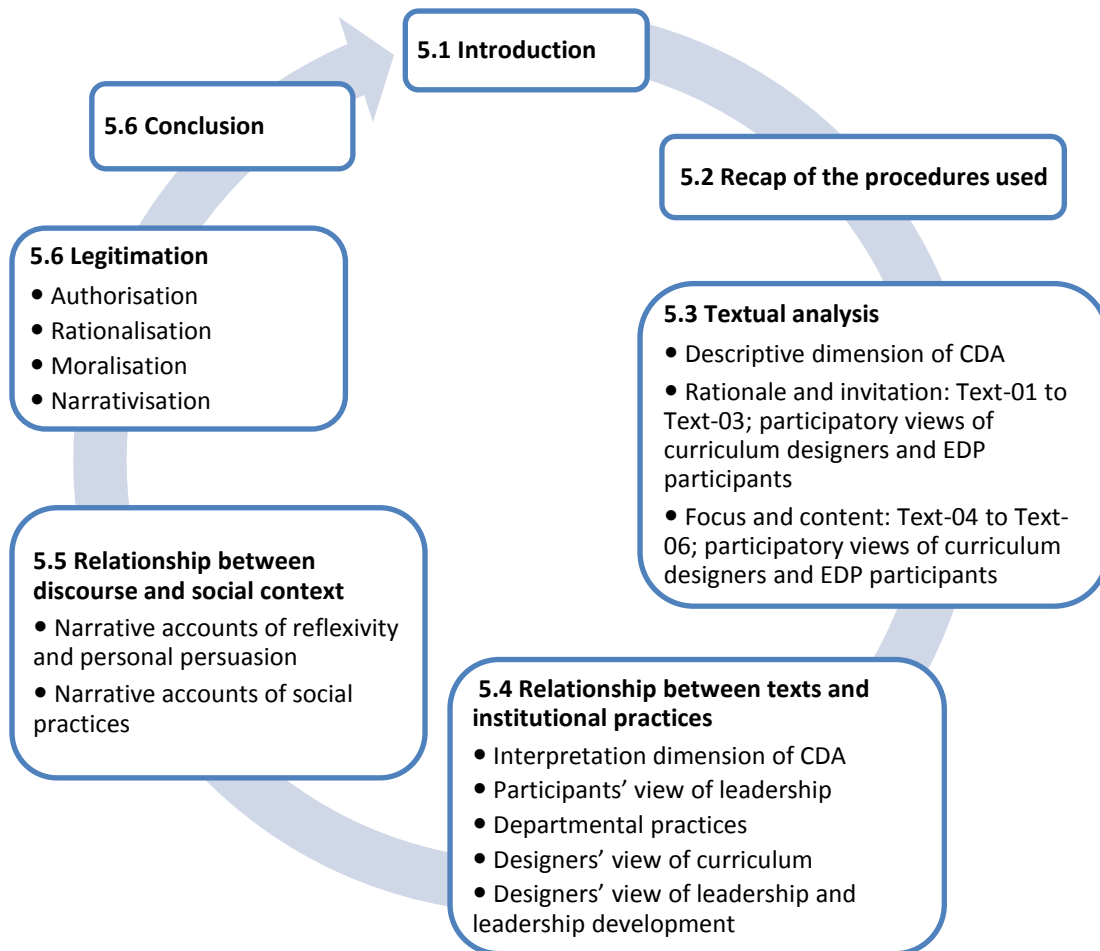 5.1 Introduction
5.2 Recap of the procedures used
5.3 Textual analysis
• Descriptive dimension of CDA
• Rationale and invitation: Text-01 to
Text-03; participatory views of
curriculum designers and EDP
participants
• Focus and content: Text-04 to Text-
06; participatory views of curriculum
designers and EDP participants
5.4 Relationship between texts and
institutional practices
• Interpretation dimension of CDA
• Participants’ view of leadership
• Departmental practices
• Designers’ view of curriculum
• Designers’ view of leadership and
leadership development
5.5 Relationship between
discourse and social context
• Narrative accounts of reflexivity
and personal persuasion
• Narrative accounts of social
practices
5.6 Legitimation
• Authorisation
• Rationalisation
• Moralisation
• Narrativisation
5.6 Conclusion